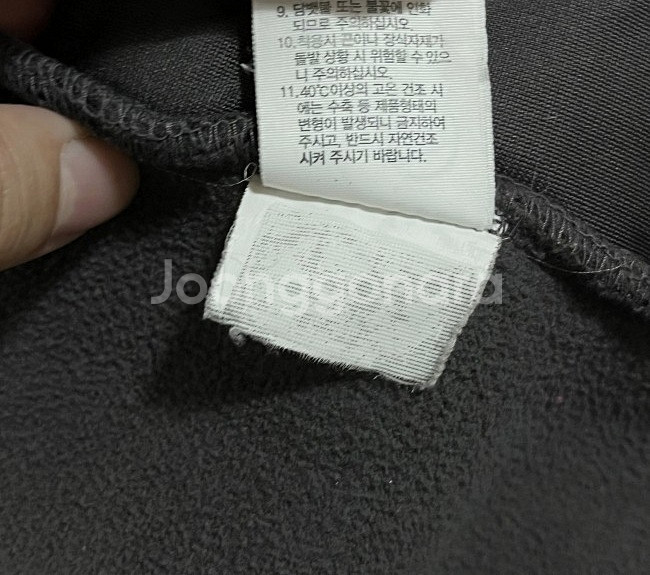 9. 담뱃불 또는 불꽃에 인화
되므로 주의하십시오.
10. 착용시 끈이나 장식자재가
돌발 상황 시 위험할 수 있으
니 주의하십시오.
11. 40℃이상의 고온 건조 시
에는 수축 등 제품형태의
변형이 발생되니 금지하여
주시고, 반드시 자연건조
시켜 주시기 바랍니다.
Joonggonara